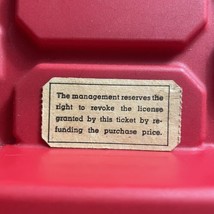 The management reserves the
right to revoke the license
granted by this ticket by re-
funding the purchase price.